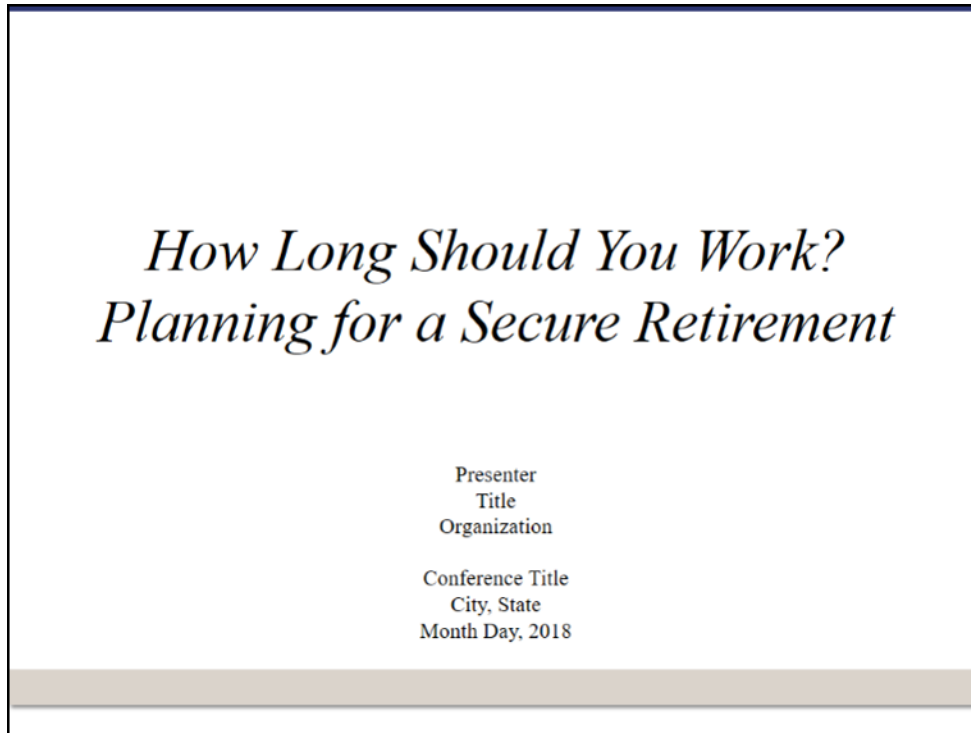 How Long Should You Work?
Planning for a Secure Retirement
Presenter
Title
Organization
Conference Title
City, State
Month Day, 2018